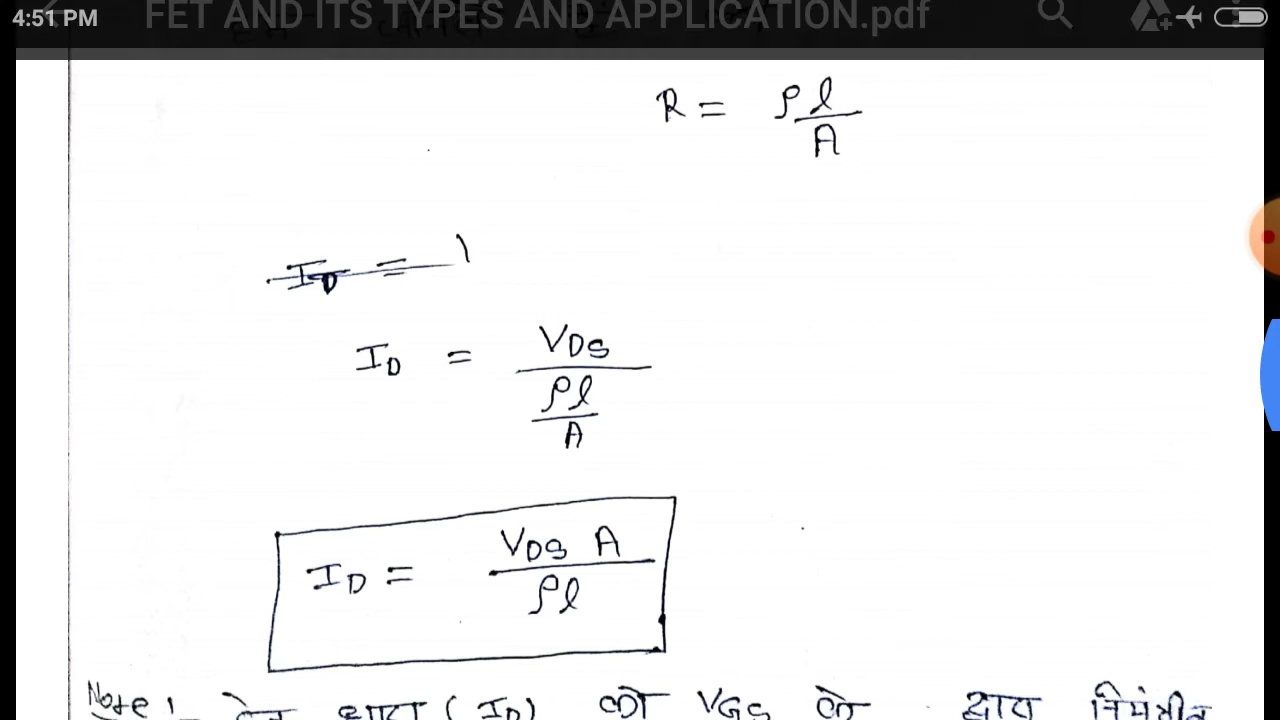 4:51 PM FET AND ITS TYPES AND APPLICATION.pdf
R = ρl/A
I_D =
I_D = V_DS / (ρl/A)
I_D = V_DS A / ρl
Note :- (I_D) को V_GS के